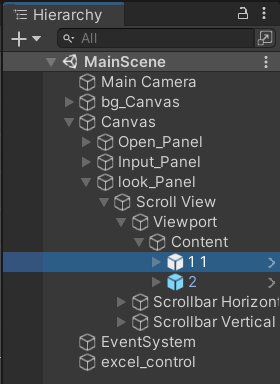 Hierarchy
All
MainScene
Main Camera
bg_Canvas
Canvas
Open_Panel
Input_Panel
look_Panel
Scroll View
Viewport
Content
1 1
2
Scrollbar Horizon
Scrollbar Vertical
EventSystem
excel_control